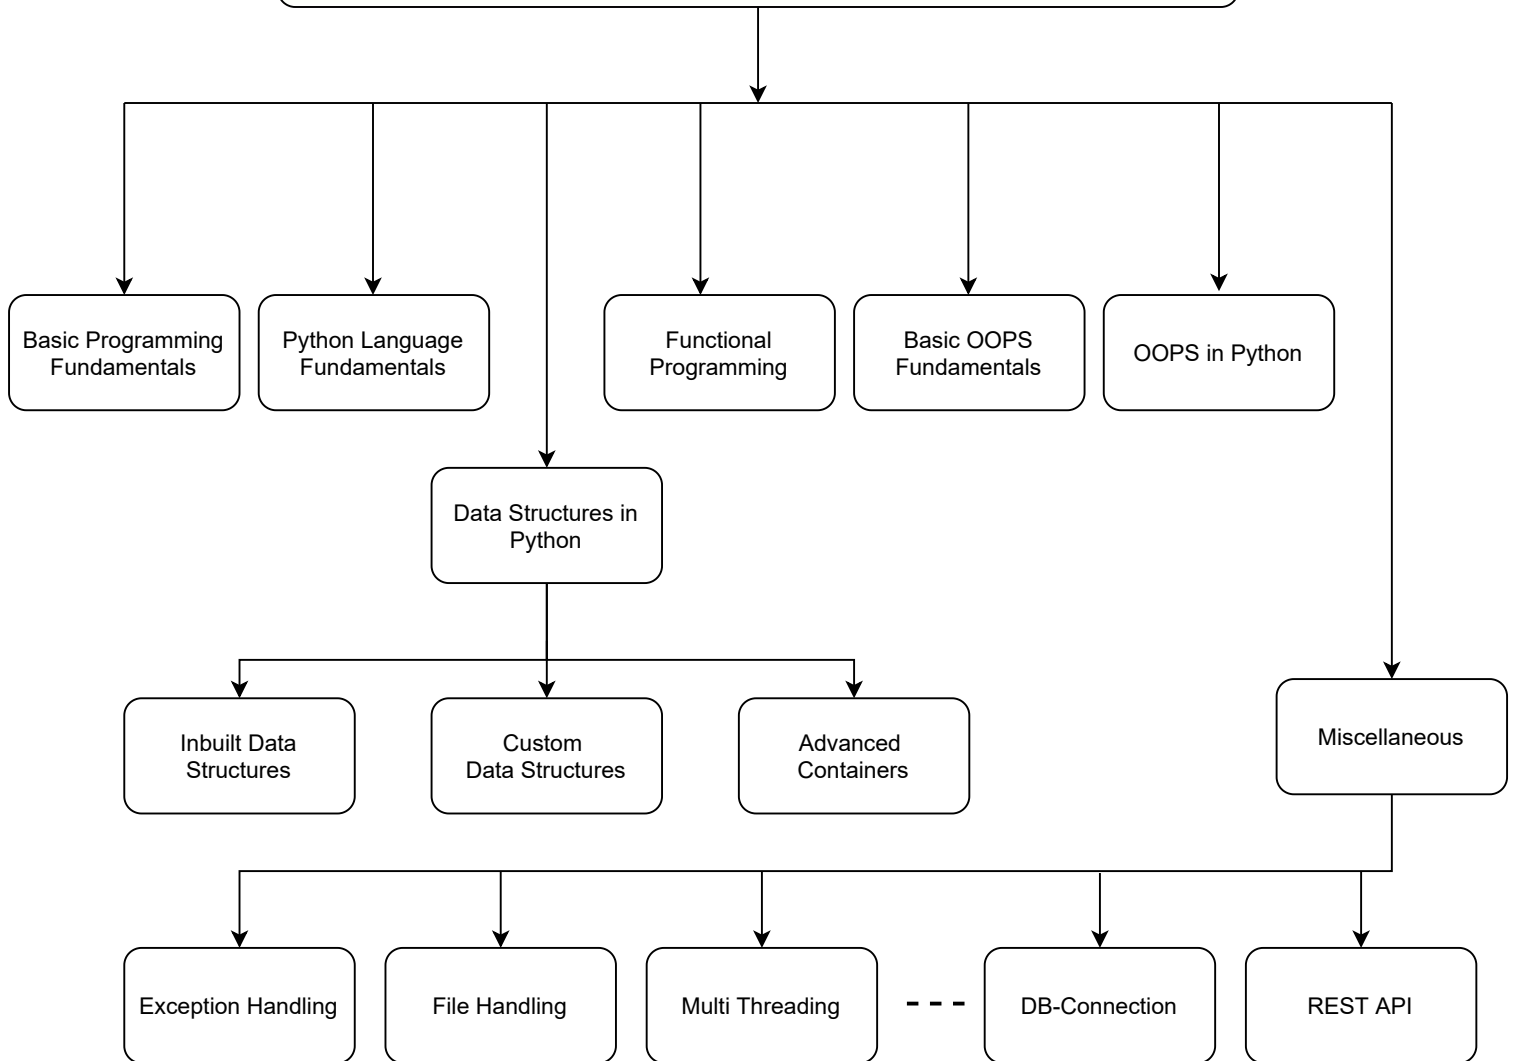 Basic Programming
Fundamentals
Python Language
Fundamentals
Functional
Programming
Basic OOPS
Fundamentals
OOPS in Python
Data Structures in
Python
Inbuilt Data
Structures
Custom
Data Structures
Advanced
Containers
Miscellaneous
Exception Handling
File Handling
Multi Threading
DB-Connection
REST API